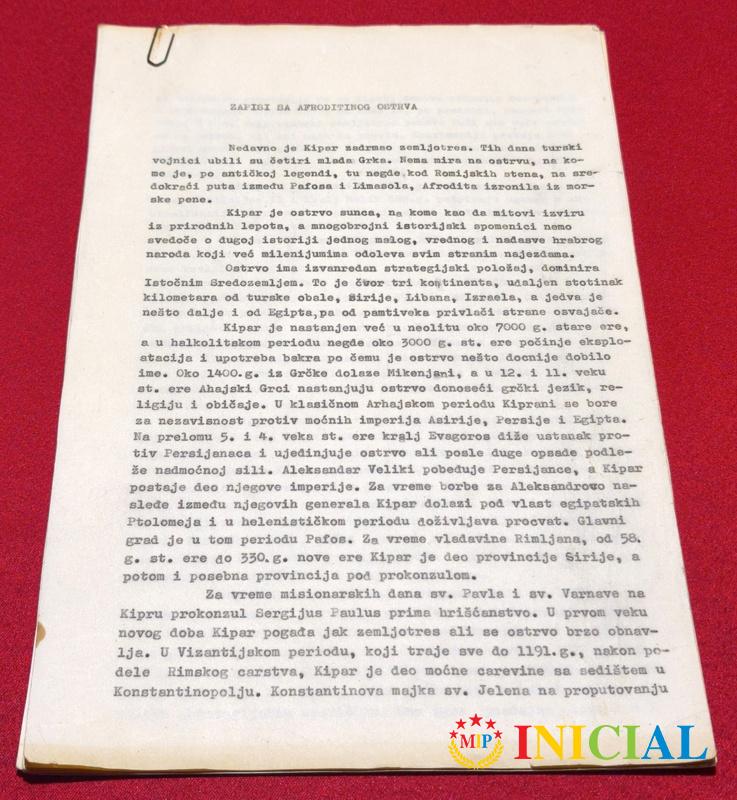 ZAPISI SA AFRODITINOG OSTRVA
Nedavno je Kipar zadrmao zemljotres. Tih dana turski
vojnici ubili su četiri mlada Grka. Nema mira na ostrvu, na ko-
me je, po antičkoj legendi, tu negde kod Romijskih stena, na sre-
dokraći puta između Pafosa i Limasola, Afrodita izronila iz mor-
ske pene.
Kipar je ostrvo sunca, na kome kao da mitovi izviru
iz prirodnih lepota, a mnogobrojni istorijski spomenici nemo
svedoče o dugoj istoriji jednog malog, vrednog i nadasve hrabrog
naroda koji već milenijumima odoleva svim stranim najezdama.
Ostrvo ima izvanredan strategijski položaj, dominira
Istočnim Sredozemljem. To je čvor tri kontinenta, udaljen stotinak
kilometara od turske obale, Sirije, Libana, Izraela, a jedva je
nešto dalje i od Egipta,pa od pamtiveka privlači strane osvajače.
Kipar je nastanjen već u neolitu oko 7000 g. stare ere,
a u halkolitskom periodu negde oko 3000 g. st. ere počinje eksplo-
atacija i upotreba bakra po čemu je ostrvo nešto docnije dobilo
ime. Oko 1400.g. iz Grčke dolaze Mikenjani, a u 12. i 11. veku
st. ere Ahajski Grci nastanjuju ostrvo donoseći grčki jezik, re-
ligiju i običaje. U klasičnom Arhajskom periodu Kiprani se bore
za nezavisnost protiv moćnih imperija Asirije, Persije i Egipta.
Na prelomu 5. i 4. veka st. ere kralj Evagoros diže ustanak pro-
tiv Persijanaca i ujedinjuje ostrvo ali posle duge opsade podle-
že nadmoćnoj sili. Aleksandar Veliki pobeđuje Persijance, a Kipar
postaje deo njegove imperije. Za vreme borbe za Aleksandrovo na-
sleđe između njegovih generala Kipar dolazi pod vlast egipatskih
Ptolomeja i u helenističkom periodu doživljava procvat. Glavni
grad je u tom periodu Pafos. Za vreme vladavine Rimljana, od 58.
g. st. ere do 330.g. nove ere Kipar je deo provincije Sirije, a
potom i posebna provincija pod prokonzulom.
Za vreme misionarskih dana sv. Pavla i sv. Varnave na
Kipru prokonzul Sergijus Paulus prima hrišćanstvo. U prvom veku
novog doba Kipar pogađa jak zemljotres ali se ostrvo brzo obnav-
lja. U Vizantijskom periodu, koji traje sve do 1191.g., nakon po-
dele Rimskog carstva, Kipar je deo moćne carevine sa sedištem u
Konstantinopolju. Konstantinova majka sv. Jelena na proputovanju
MIP INICIAL